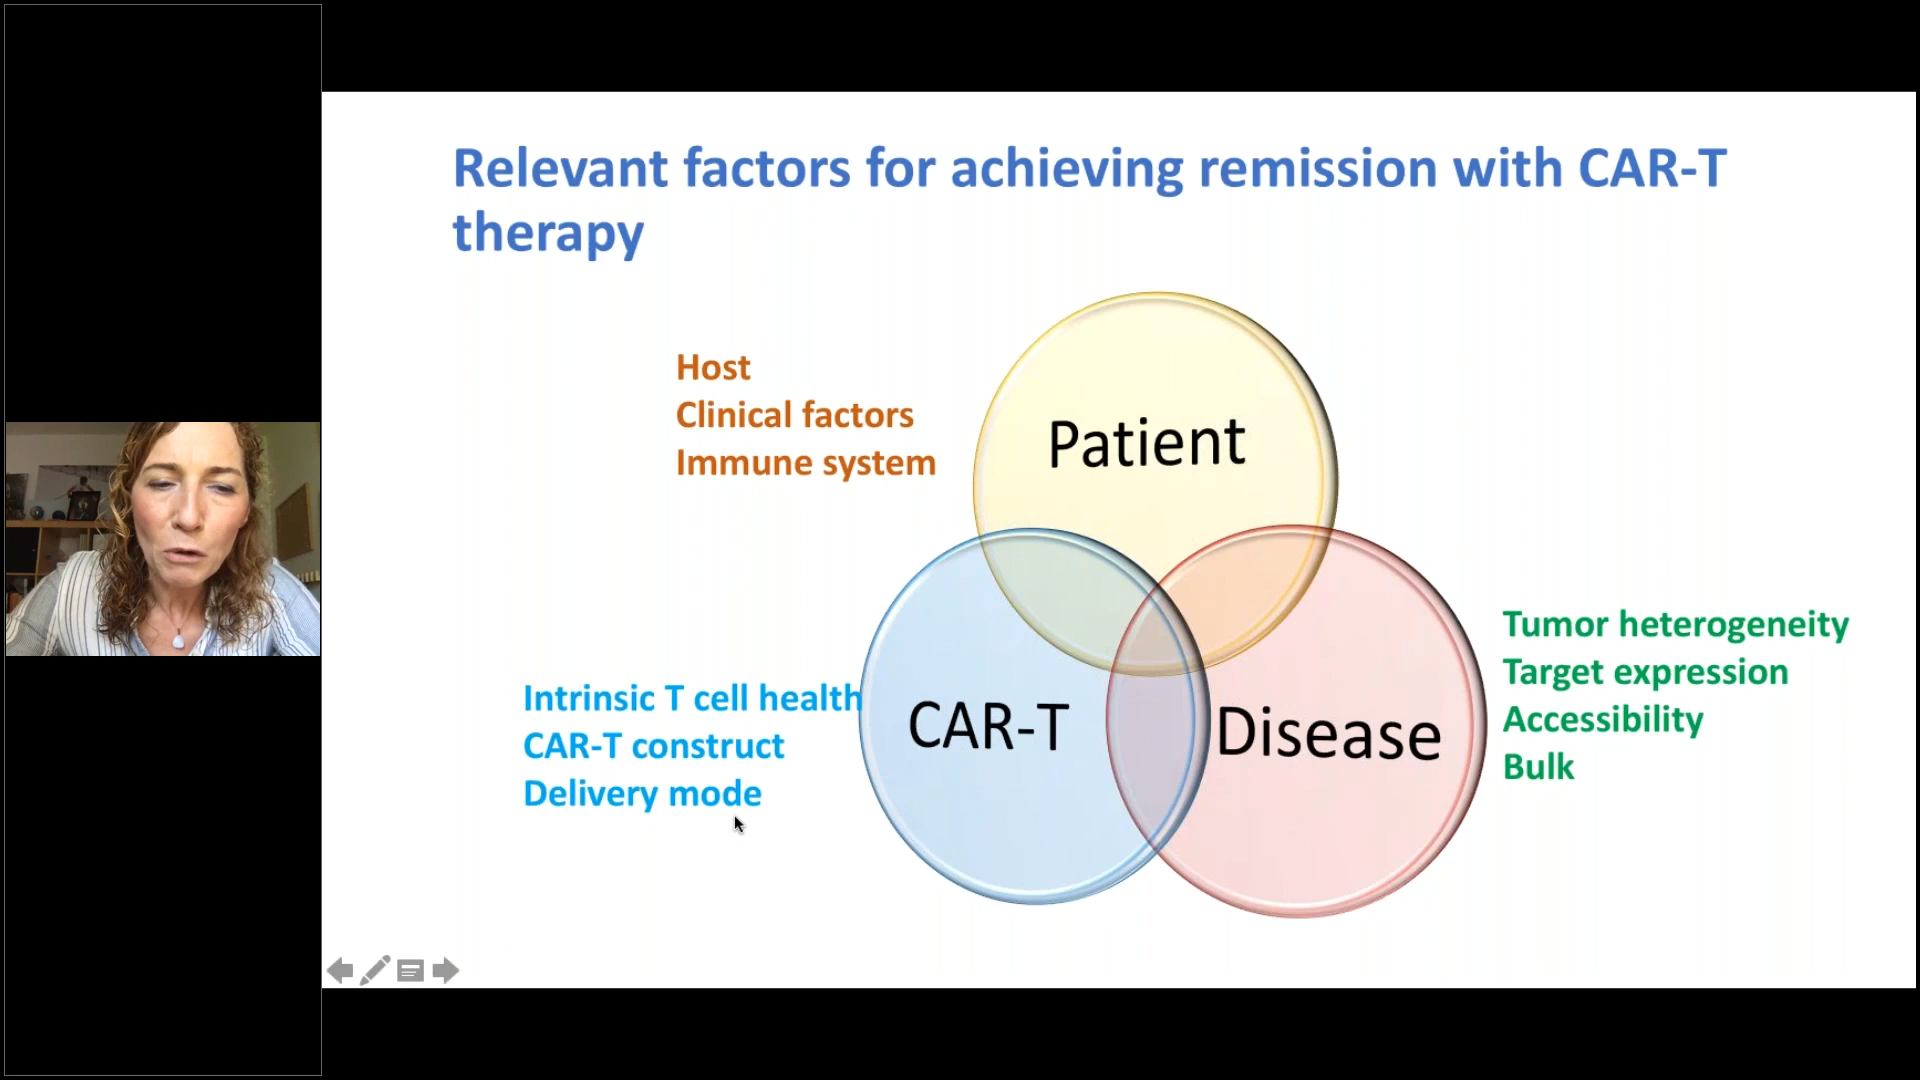 Relevant factors for achieving remission with CAR-T
therapy
Host
Clinical factors
Immune system
Patient
Intrinsic T cell health
CAR-T construct
Delivery mode
CAR-T
Disease
Tumor heterogeneity
Target expression
Accessibility
Bulk